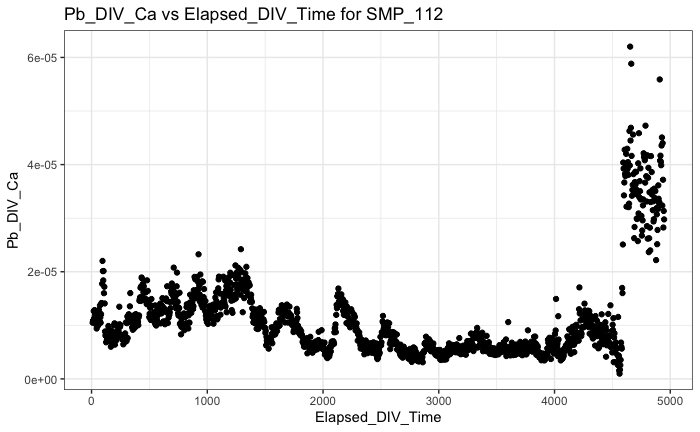 Pb_DIV_Ca vs Elapsed_DIV_Time for SMP_112
6e-05
4e-05
2e-05
0e+00
Pb_DIV_Ca
0 1000 2000 3000 4000 5000
Elapsed_DIV_Time